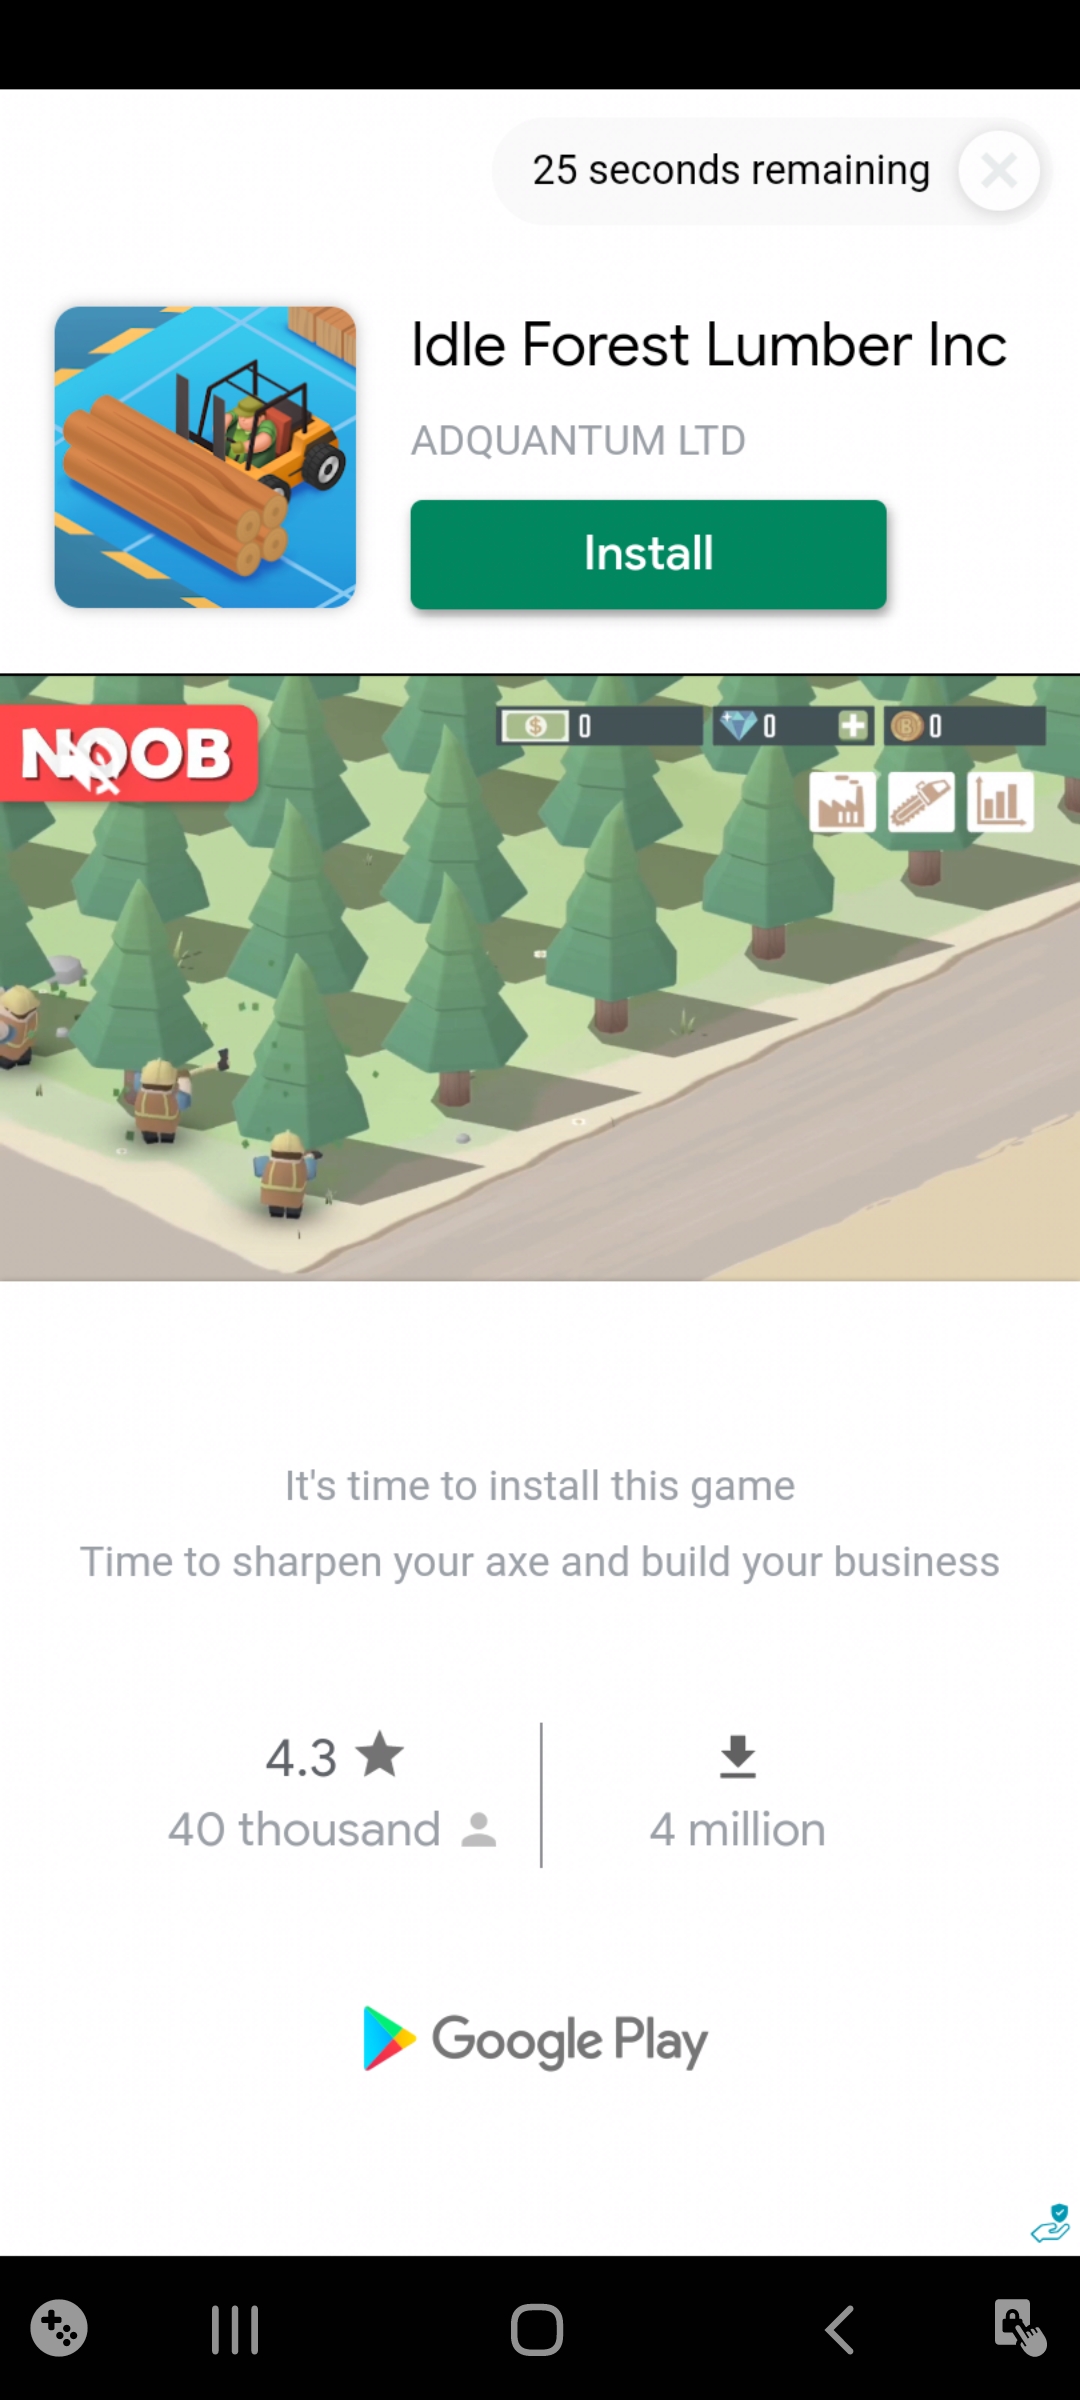 25 seconds remaining
Idle Forest Lumber Inc
ADQUANTUM LTD
Install
NOOB
0
0
0
It's time to install this game
Time to sharpen your axe and build your business
4.3
40 thousand
4 million
Google Play